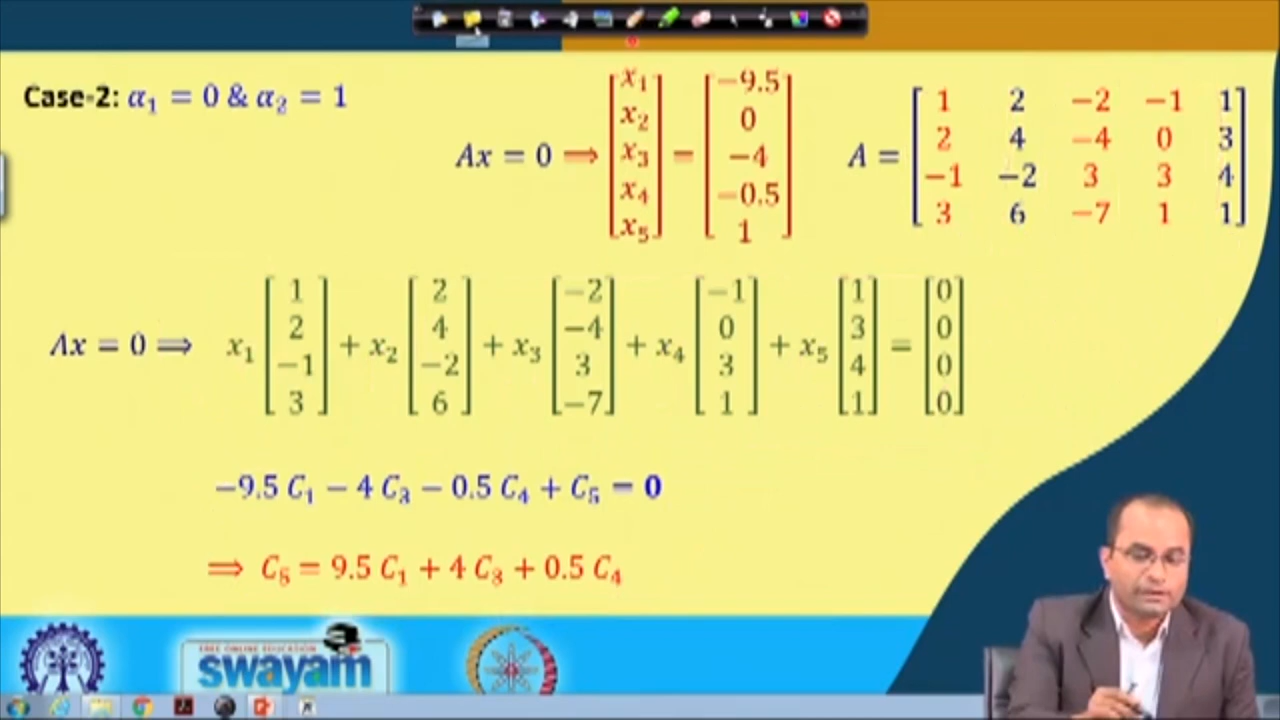 Case-2: α₁ = 0 & α₂ = 1
Ax = 0 ⟹ [x₁ x₂ x₃ x₄ x₅] = [−9.5 0 −4 −0.5 1]
A = [1 2 −2 −1 1
2 4 −4 0 3
−1 −2 3 3 4
3 6 −7 1 1]
Ax = 0 ⟹ x₁ [1 2 −1 3] + x₂ [2 4 −2 6] + x₃ [−2 −4 3 −7] + x₄ [−1 0 3 1] + x₅ [1 3 4 1] = [0 0 0 0]
−9.5 C₁ − 4 C₃ − 0.5 C₄ + C₅ = 0
⟹ C₅ = 9.5 C₁ + 4 C₃ + 0.5 C₄
FREE ONLINE EDUCATION
swayam